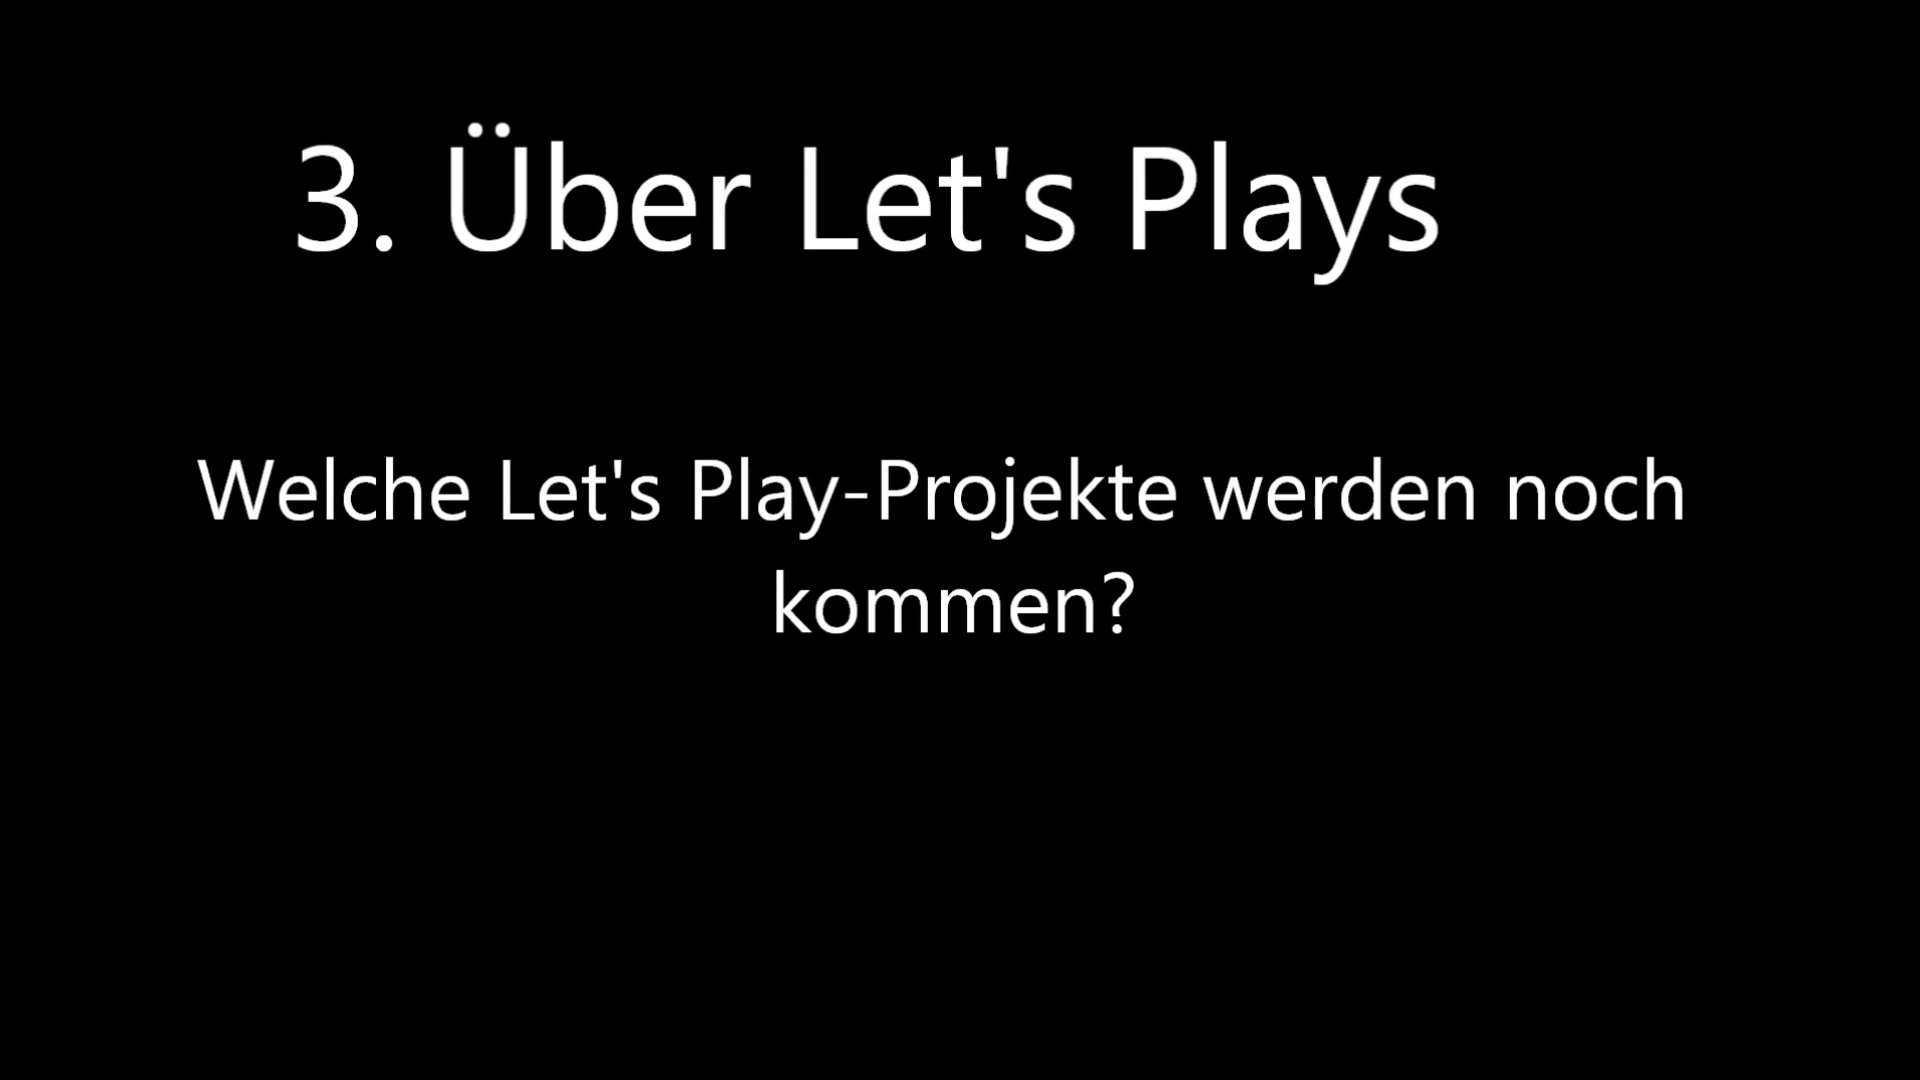 3. Über Let's Plays
Welche Let's Play-Projekte werden noch
kommen?